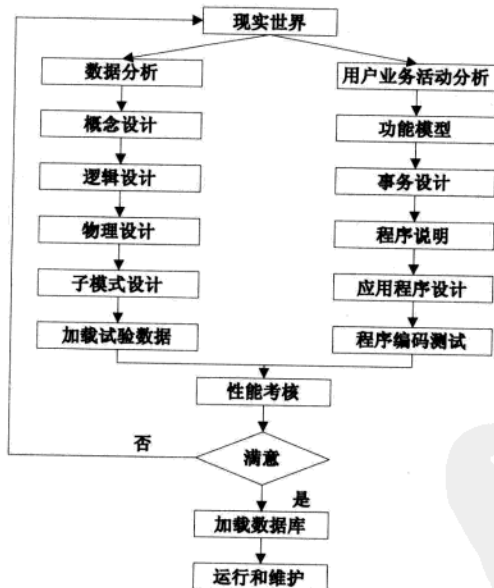 现实世界
数据分析
用户业务活动分析
概念设计
功能模型
逻辑设计
事务设计
物理设计
程序说明
子模式设计
应用程序设计
加载试验数据
程序编码测试
性能考核
否
满意
是
加载数据库
运行和维护